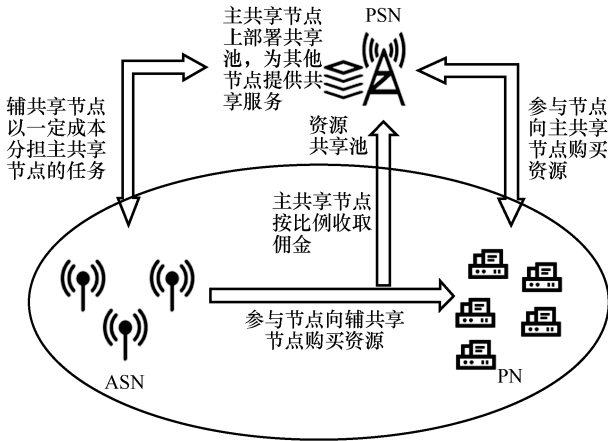 主共享节点
上部署共享
池，为其他
节点提供共
享服务
PSN
辅共享节点
以一定成本
分担主共享
节点的任务
参与节点
向主共享
节点购买
资源
资源
共享池
主共享节点
按比例收取
佣金
参与节点向辅共享
节点购买资源
ASN
PN